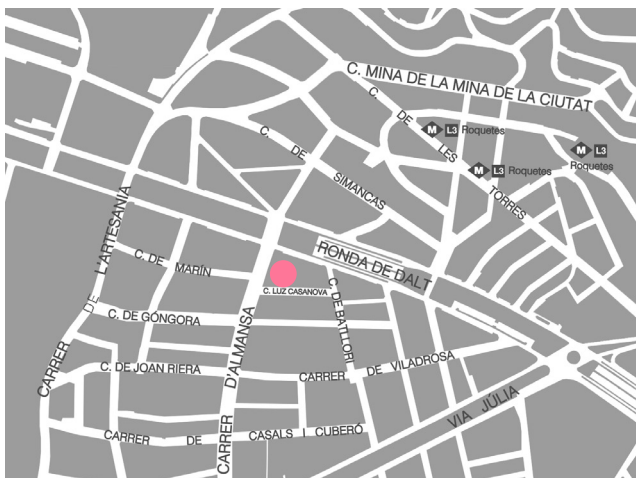 C. MINA DE LA MINA DE LA CIUTAT
C. DE LES TORRES
M L3 Roquetes
M L3 Roquetes
M L3
Roquetes
C. DE SIMANCAS
CARRER DE L'ARTESANIA
RONDA DE DALT
C. DE MARÍN
C. LUZ CASANOVA
C. DE BATLLORI
C. DE GÓNGORA
CARRER D'ALMANSA
C. DE JOAN RIERA
CARRER DE VILADROSA
VIA JÚLIA
CARRER DE CASALS I CUBERÓ